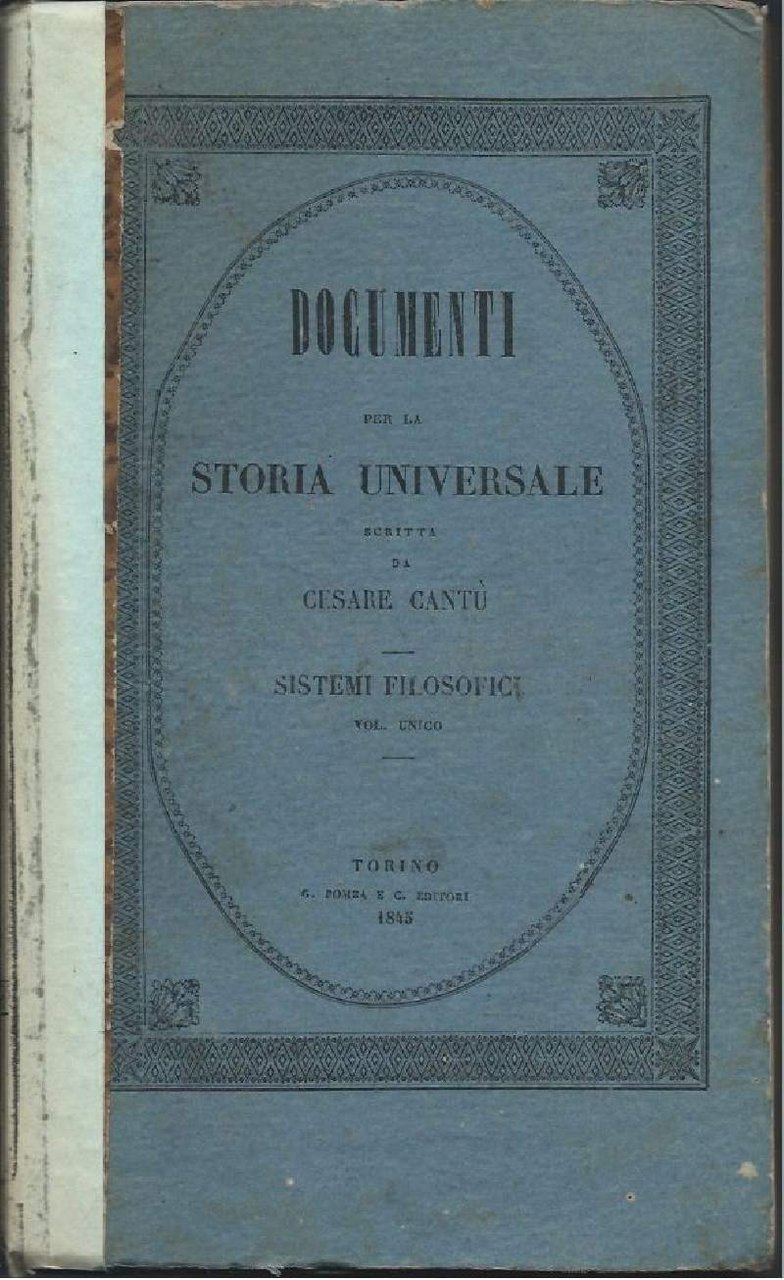 DOCUMENTI
PER LA
STORIA UNIVERSALE
SCRITTA
DA
CESARE CANTÙ
SISTEMI FILOSOFICI
VOL. UNICO
TORINO
G. POMBA E C. EDITORI
1845